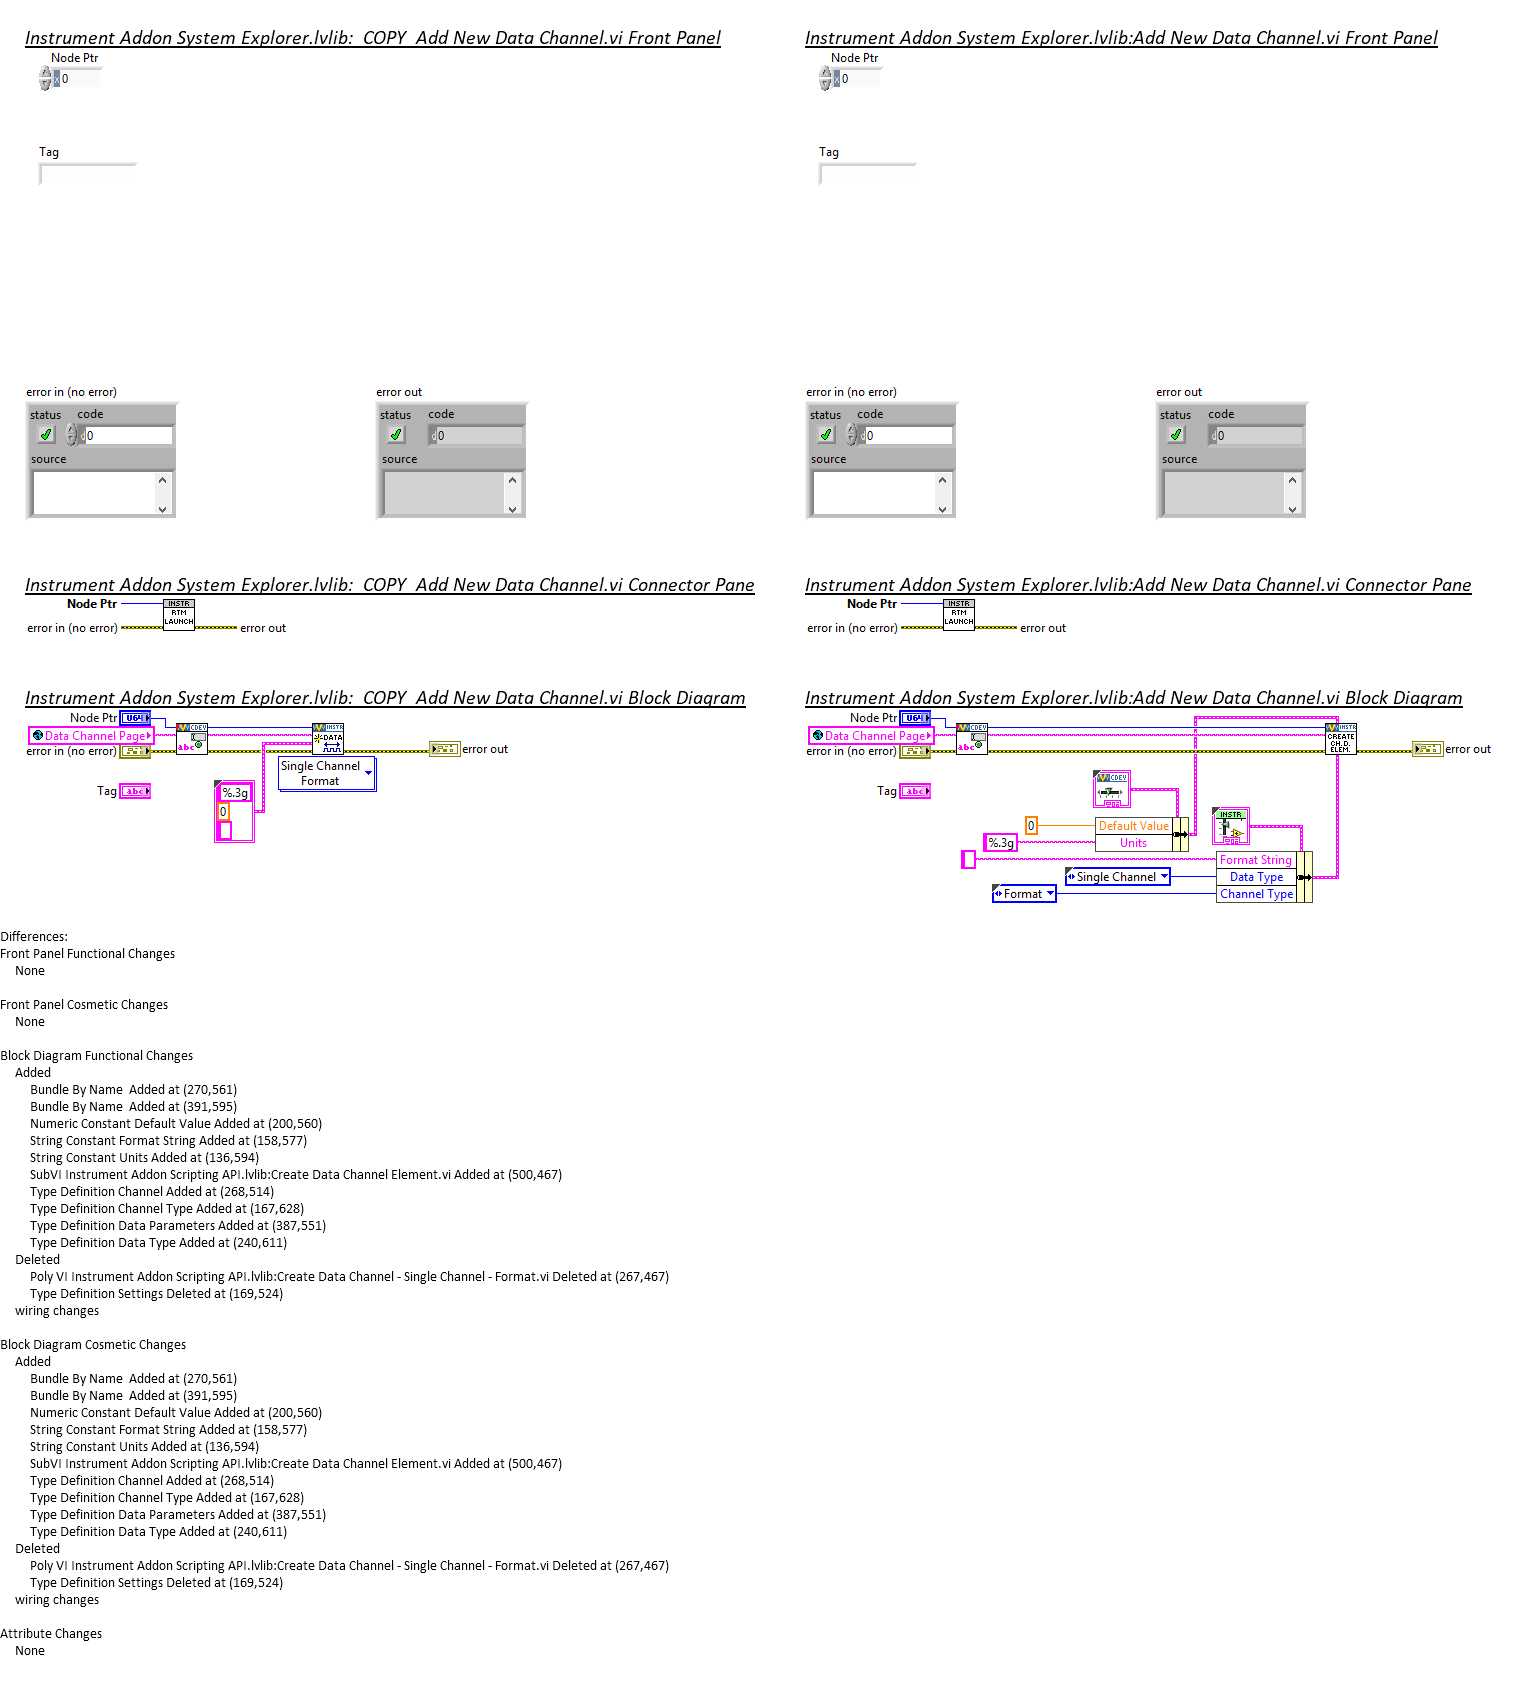 Instrument Addon System Explorer.lvlib:  COPY  Add New Data Channel.vi Front Panel
Node Ptr
x 0
Tag
error in (no error)
status code
d 0
source
error out
status code
d 0
source
Instrument Addon System Explorer.lvlib:Add New Data Channel.vi Front Panel
Node Ptr
x 0
Tag
error in (no error)
status code
d 0
source
error out
status code
d 0
source
Instrument Addon System Explorer.lvlib:  COPY  Add New Data Channel.vi Connector Pane
Node Ptr
error in (no error)
INSTR
RTM
LAUNCH
error out
Instrument Addon System Explorer.lvlib:Add New Data Channel.vi Connector Pane
Node Ptr
error in (no error)
INSTR
RTM
LAUNCH
error out
Instrument Addon System Explorer.lvlib:  COPY  Add New Data Channel.vi Block Diagram
Node Ptr U64
Data Channel Page
error in (no error)
CDEV
abc
INSTR
DATA
error out
Single Channel
Format
Tag abc
%.3g
0
Instrument Addon System Explorer.lvlib:Add New Data Channel.vi Block Diagram
Node Ptr U64
Data Channel Page
error in (no error)
CDEV
abc
INSTR
CREATE
CH.D.
ELEM.
error out
Tag abc
CDEV
INSTR
0
Default Value
%.3g
Units
Format String
Single Channel
Data Type
Format
Channel Type
Differences:
Front Panel Functional Changes
None
Front Panel Cosmetic Changes
None
Block Diagram Functional Changes
Added
Bundle By Name  Added at (270,561)
Bundle By Name  Added at (391,595)
Numeric Constant Default Value Added at (200,560)
String Constant Format String Added at (158,577)
String Constant Units Added at (136,594)
SubVI Instrument Addon Scripting API.lvlib:Create Data Channel Element.vi Added at (500,467)
Type Definition Channel Added at (268,514)
Type Definition Channel Type Added at (167,628)
Type Definition Data Parameters Added at (387,551)
Type Definition Data Type Added at (240,611)
Deleted
Poly VI Instrument Addon Scripting API.lvlib:Create Data Channel - Single Channel - Format.vi Deleted at (267,467)
Type Definition Settings Deleted at (169,524)
wiring changes
Block Diagram Cosmetic Changes
Added
Bundle By Name  Added at (270,561)
Bundle By Name  Added at (391,595)
Numeric Constant Default Value Added at (200,560)
String Constant Format String Added at (158,577)
String Constant Units Added at (136,594)
SubVI Instrument Addon Scripting API.lvlib:Create Data Channel Element.vi Added at (500,467)
Type Definition Channel Added at (268,514)
Type Definition Channel Type Added at (167,628)
Type Definition Data Parameters Added at (387,551)
Type Definition Data Type Added at (240,611)
Deleted
Poly VI Instrument Addon Scripting API.lvlib:Create Data Channel - Single Channel - Format.vi Deleted at (267,467)
Type Definition Settings Deleted at (169,524)
wiring changes
Attribute Changes
None